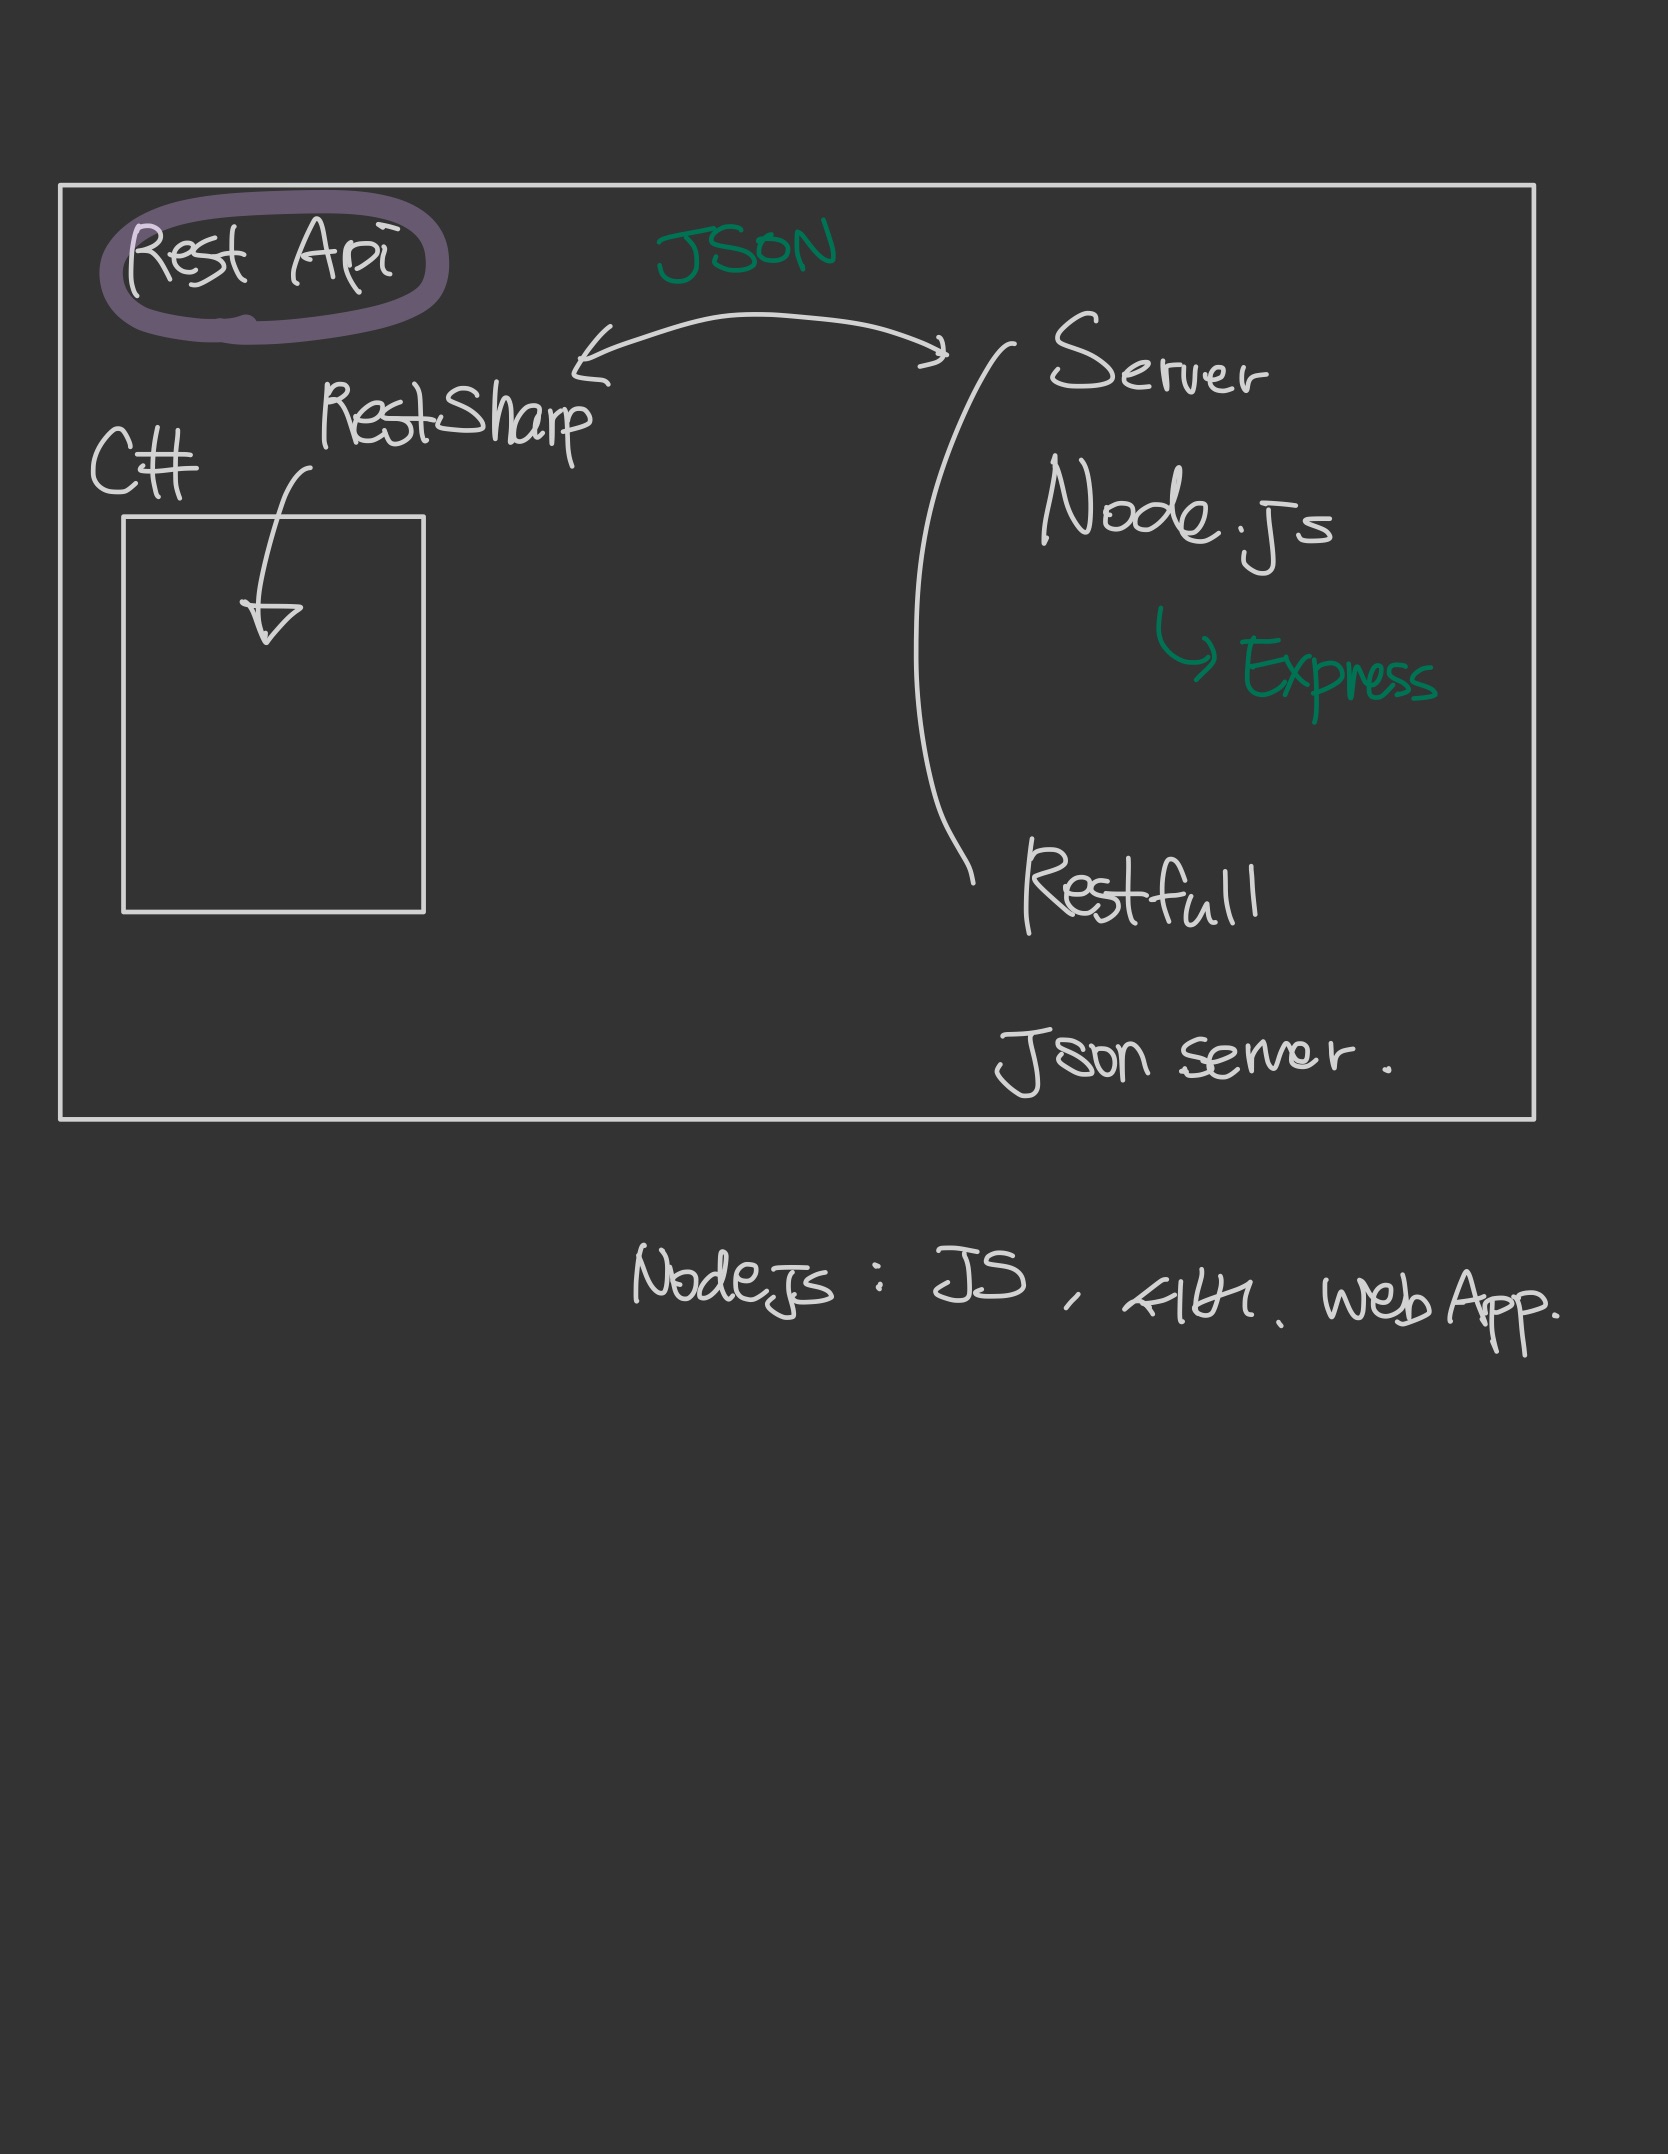 Rest Api
JSON
Server
RestSharp
C#
Node.js
Express
Restfull
Json server.
Nodejs : JS , 서버. web App.